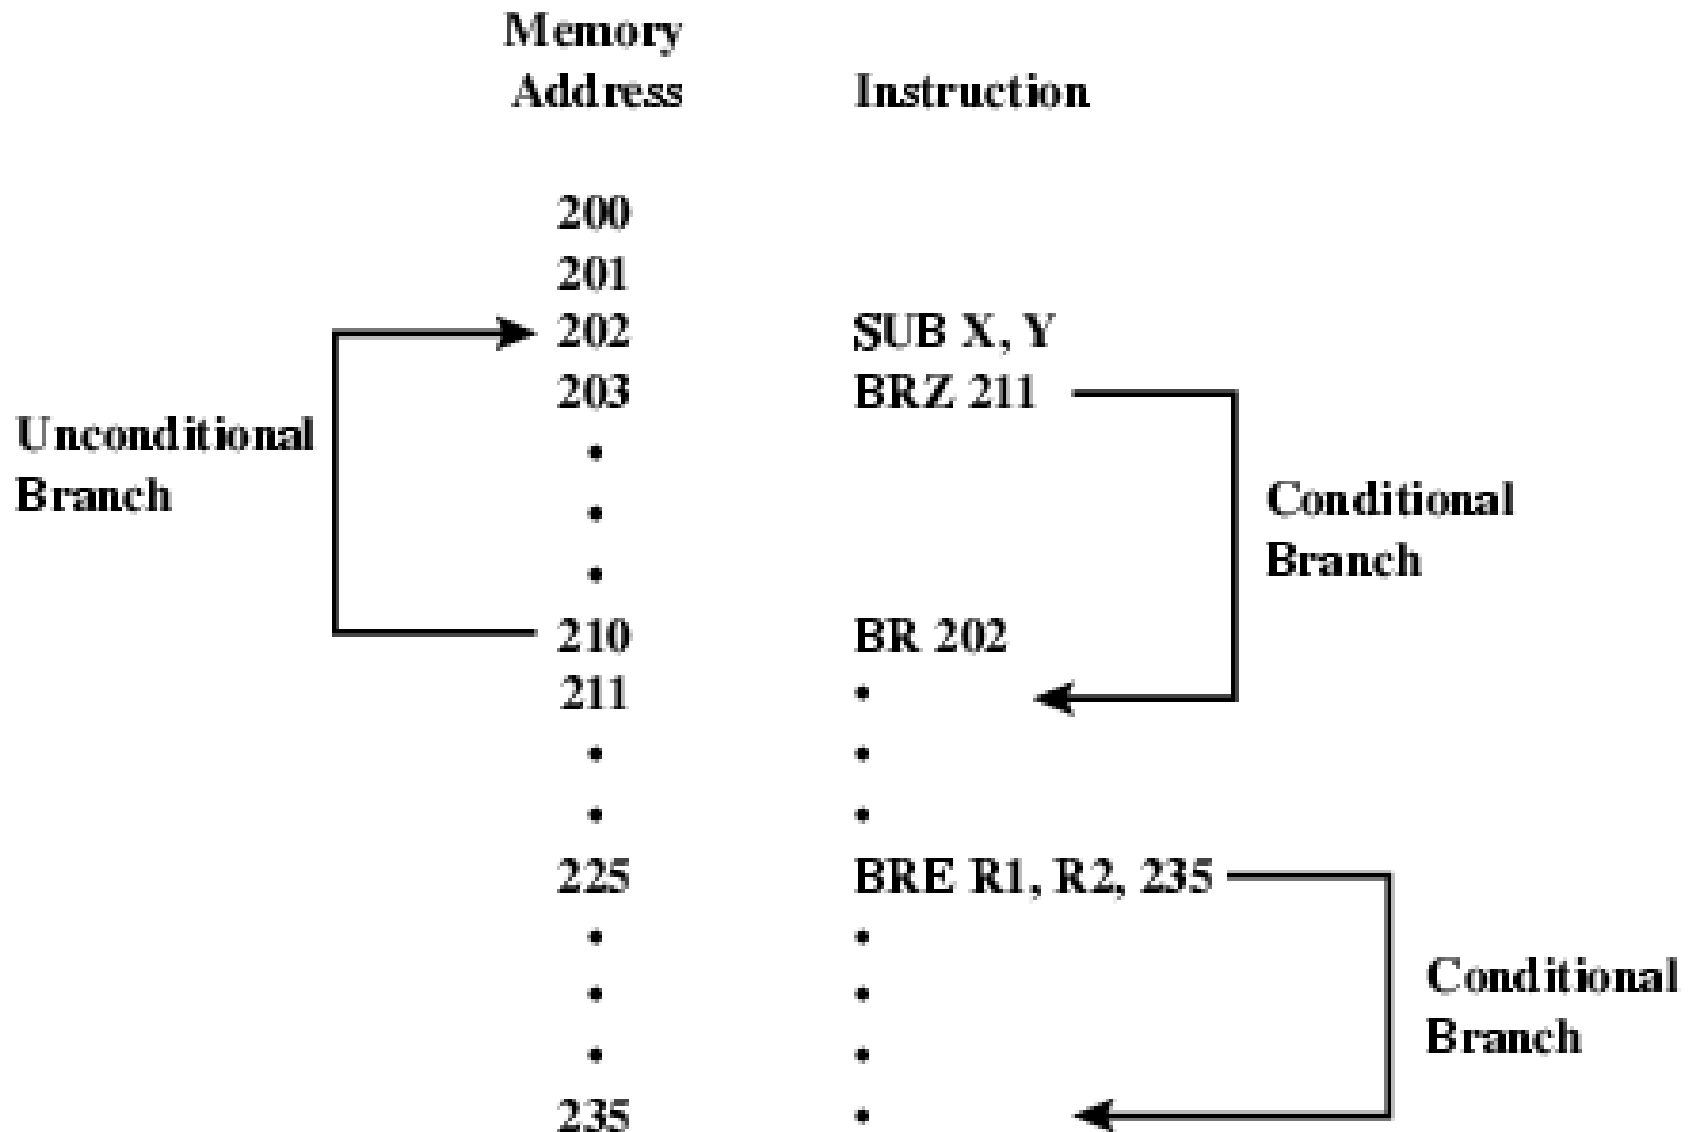 Memory
Address Instruction
200
201
202 SUB X, Y
203 BRZ 211
Unconditional
Branch
Conditional
Branch
210 BR 202
211
225 BRE R1, R2, 235
Conditional
Branch
235